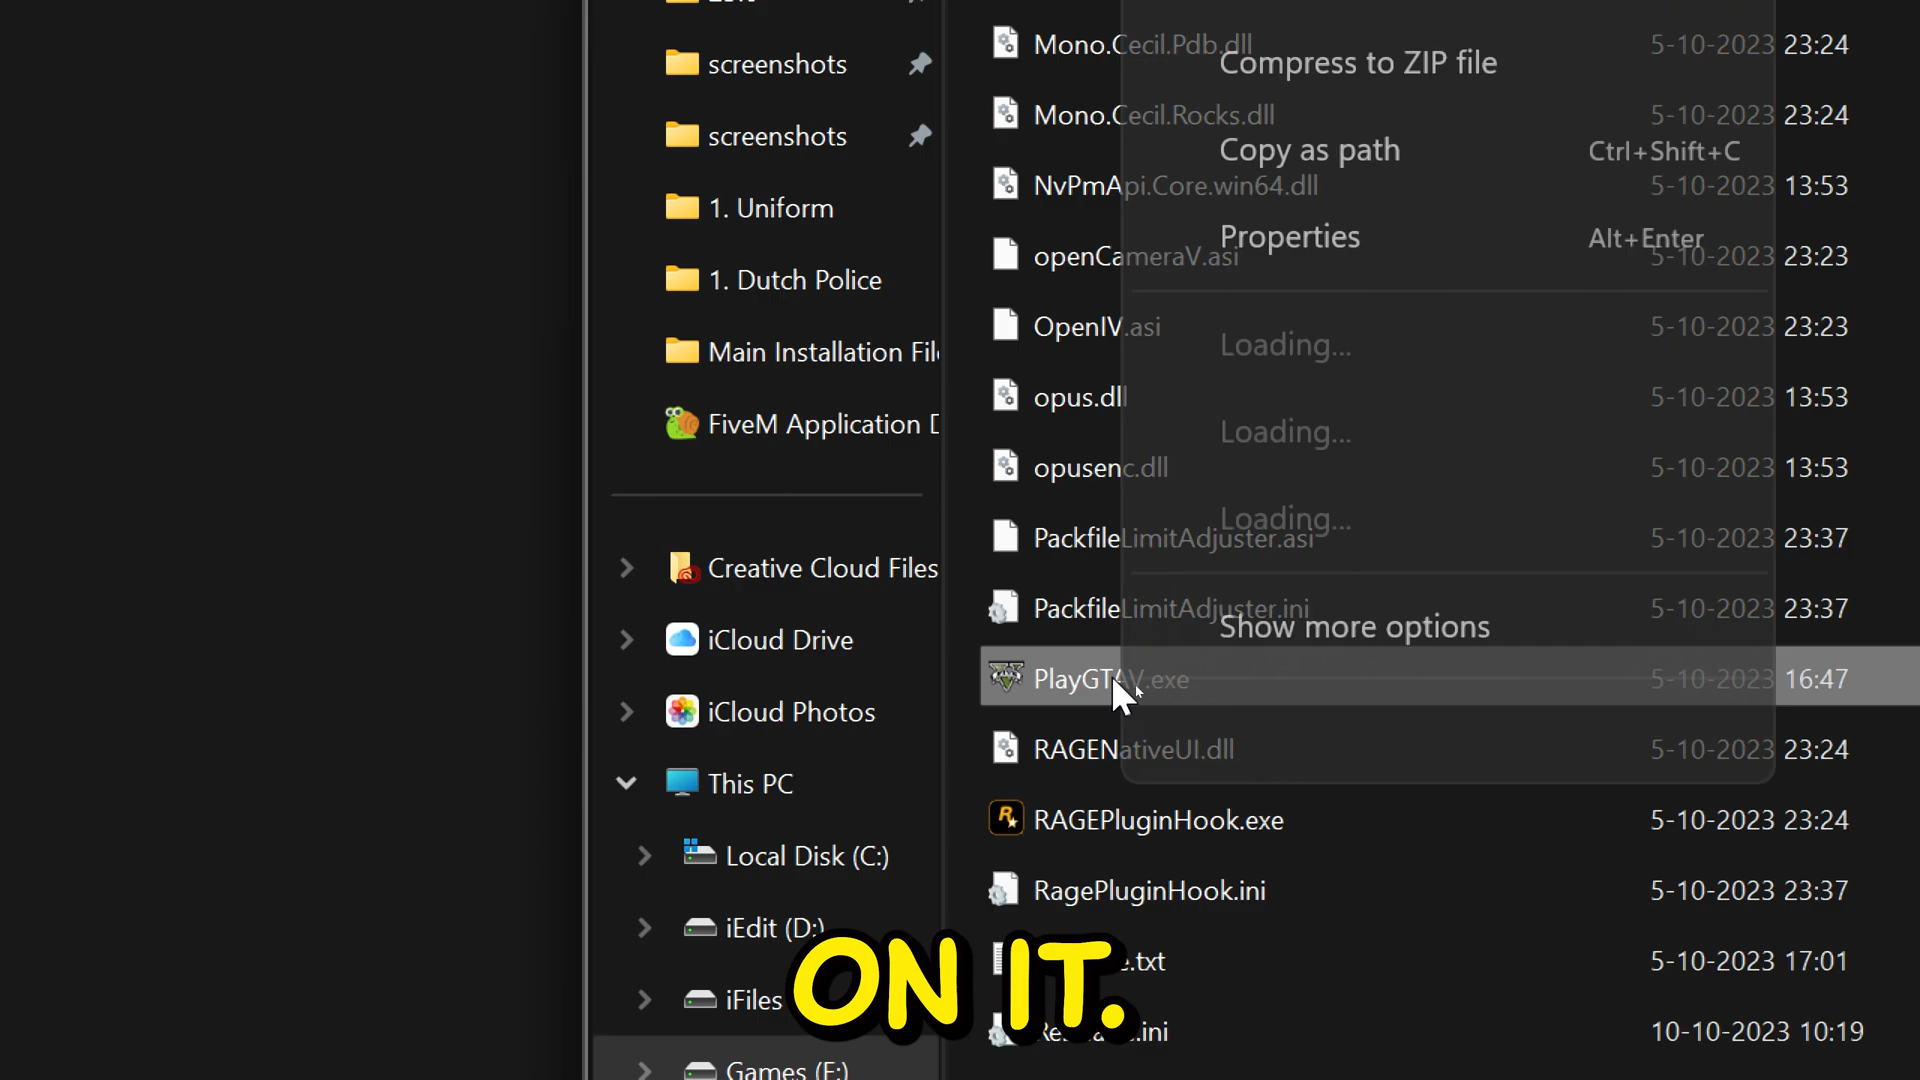 screenshots
screenshots
1. Uniform
1. Dutch Police
Main Installation File
FiveM Application D
Creative Cloud Files
iCloud Drive
iCloud Photos
This PC
Local Disk (C:)
iEdit (D:)
iFiles
Games (F:)
Mono.Cecil.Pdb.dll 5-10-2023 23:24
Mono.Cecil.Rocks.dll 5-10-2023 23:24
NvPmApi.Core.win64.dll 5-10-2023 13:53
openCameraV.asi 5-10-2023 23:23
OpenIV.asi 5-10-2023 23:23
opus.dll 5-10-2023 13:53
opusenc.dll 5-10-2023 13:53
PackfileLimitAdjuster.asi 5-10-2023 23:37
PackfileLimitAdjuster.ini 5-10-2023 23:37
PlayGTAV.exe 5-10-2023 16:47
RAGENativeUI.dll 5-10-2023 23:24
RAGEPluginHook.exe 5-10-2023 23:24
RagePluginHook.ini 5-10-2023 23:37
.txt 5-10-2023 17:01
.ini 10-10-2023 10:19
Compress to ZIP file
Copy as path Ctrl+Shift+C
Properties Alt+Enter
Loading...
Loading...
Loading...
Show more options
ON IT.